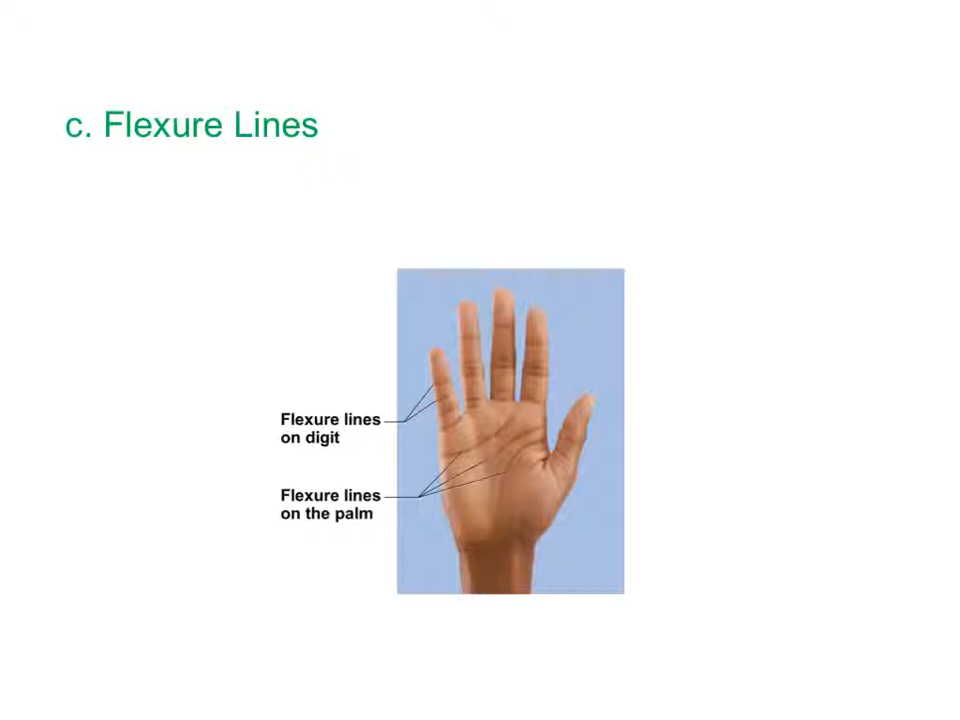 c. Flexure Lines
Flexure lines
on digit
Flexure lines
on the palm